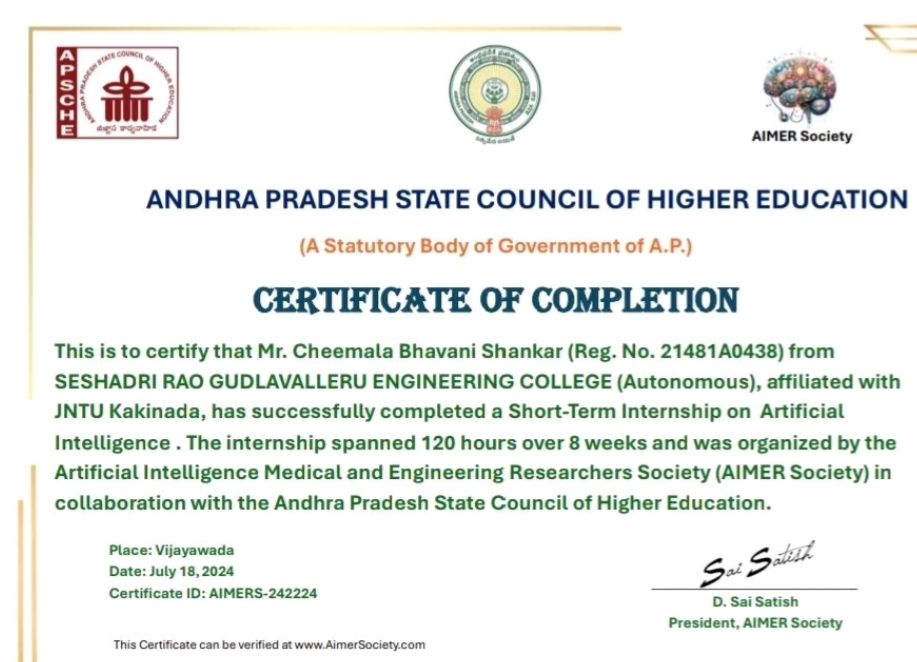 APSCHE
ANDHRA PRADESH STATE COUNCIL OF HIGHER EDUCATION
AIMER Society
ANDHRA PRADESH STATE COUNCIL OF HIGHER EDUCATION
(A Statutory Body of Government of A.P.)
CERTIFICATE OF COMPLETION
This is to certify that Mr. Cheemala Bhavani Shankar (Reg. No. 21481A0438) from
SESHADRI RAO GUDLAVALLERU ENGINEERING COLLEGE (Autonomous), affiliated with
JNTU Kakinada, has successfully completed a Short-Term Internship on Artificial
Intelligence . The internship spanned 120 hours over 8 weeks and was organized by the
Artificial Intelligence Medical and Engineering Researchers Society (AIMER Society) in
collaboration with the Andhra Pradesh State Council of Higher Education.
Place: Vijayawada
Date: July 18, 2024
Certificate ID: AIMERS-242224
Sai Satish
D. Sai Satish
President, AIMER Society
This Certificate can be verified at www.AimerSociety.com